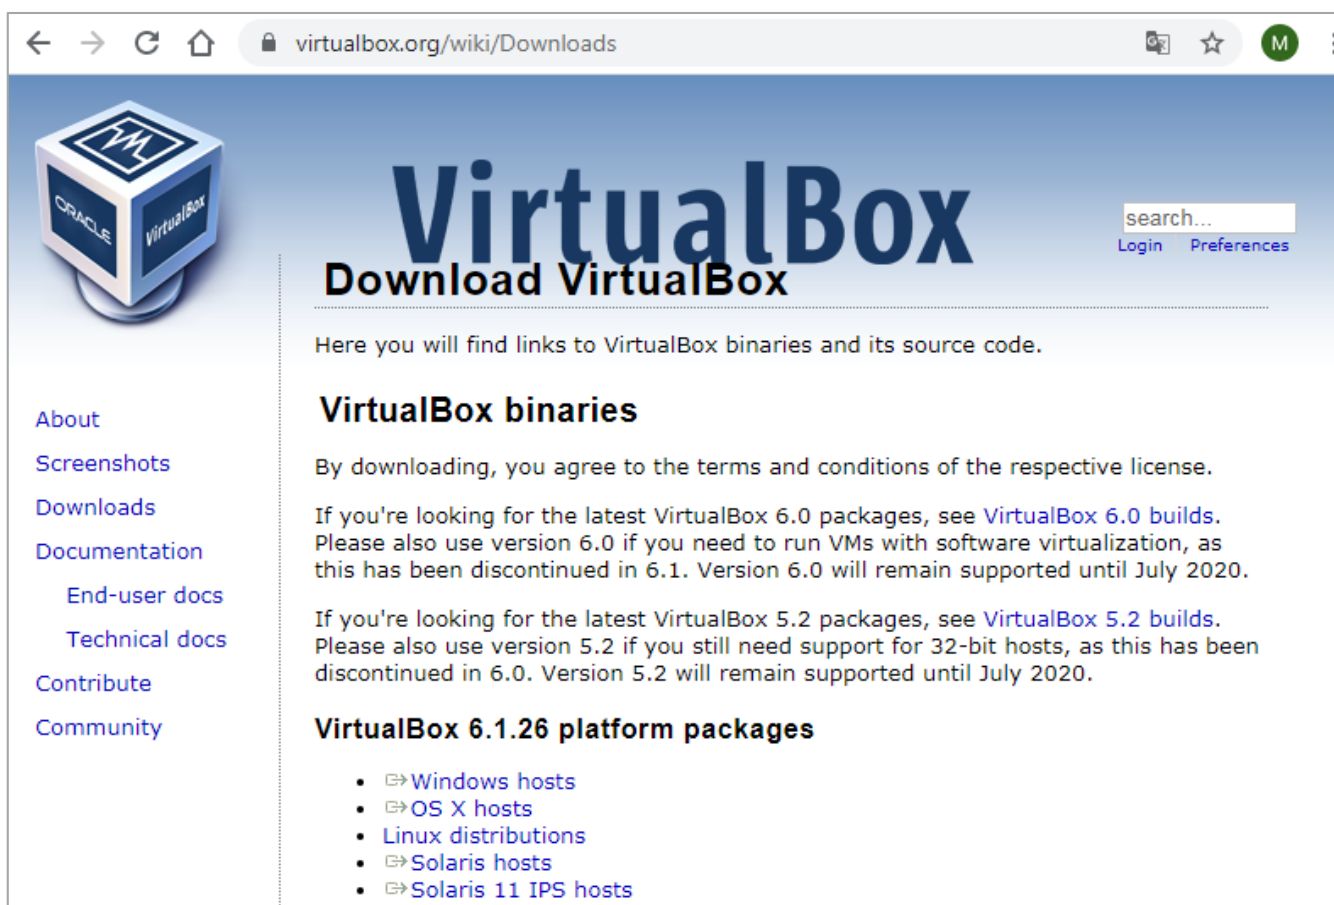 virtualbox.org/wiki/Downloads
M
ORACLE
VirtualBox
VirtualBox
search...
Login Preferences
Download VirtualBox
Here you will find links to VirtualBox binaries and its source code.
About
Screenshots
Downloads
Documentation
End-user docs
Technical docs
Contribute
Community
VirtualBox binaries
By downloading, you agree to the terms and conditions of the respective license.
If you're looking for the latest VirtualBox 6.0 packages, see VirtualBox 6.0 builds.
Please also use version 6.0 if you need to run VMs with software virtualization, as
this has been discontinued in 6.1. Version 6.0 will remain supported until July 2020.
If you're looking for the latest VirtualBox 5.2 packages, see VirtualBox 5.2 builds.
Please also use version 5.2 if you still need support for 32-bit hosts, as this has been
discontinued in 6.0. Version 5.2 will remain supported until July 2020.
VirtualBox 6.1.26 platform packages
• Windows hosts
• OS X hosts
• Linux distributions
• Solaris hosts
• Solaris 11 IPS hosts